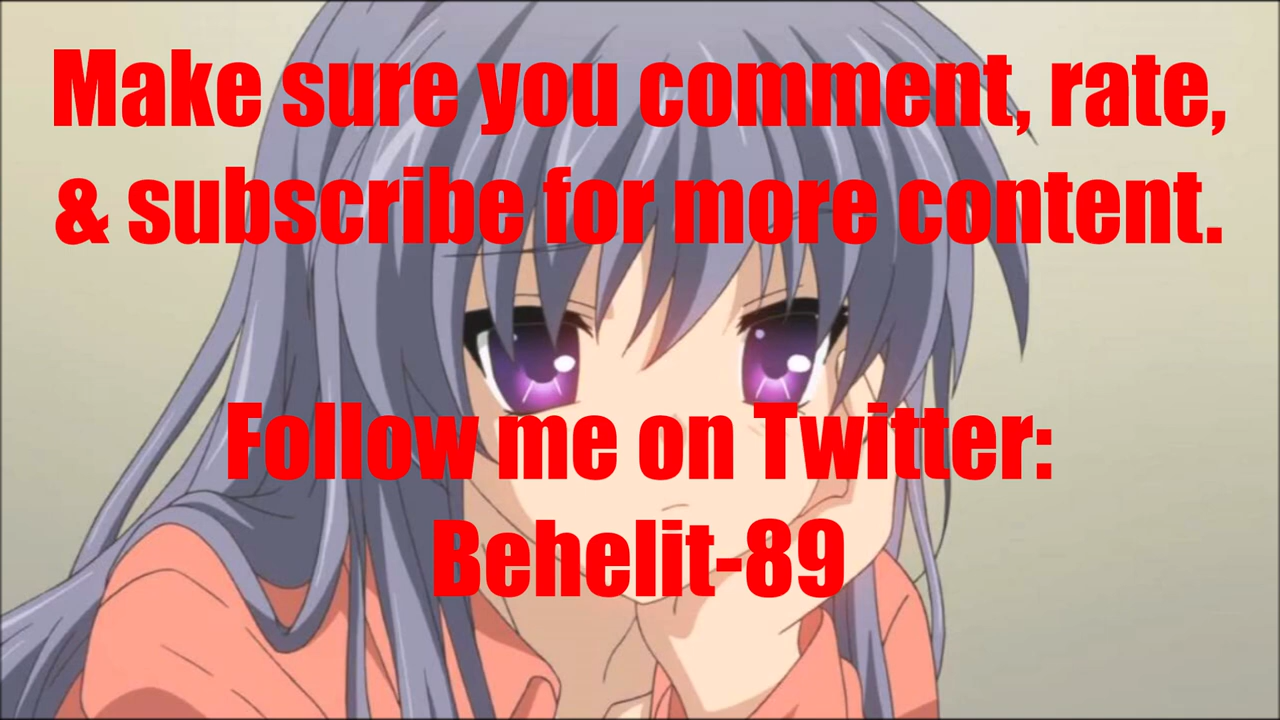 Make sure you comment, rate,
& subscribe for more content.
Follow me on Twitter:
Behelit-89